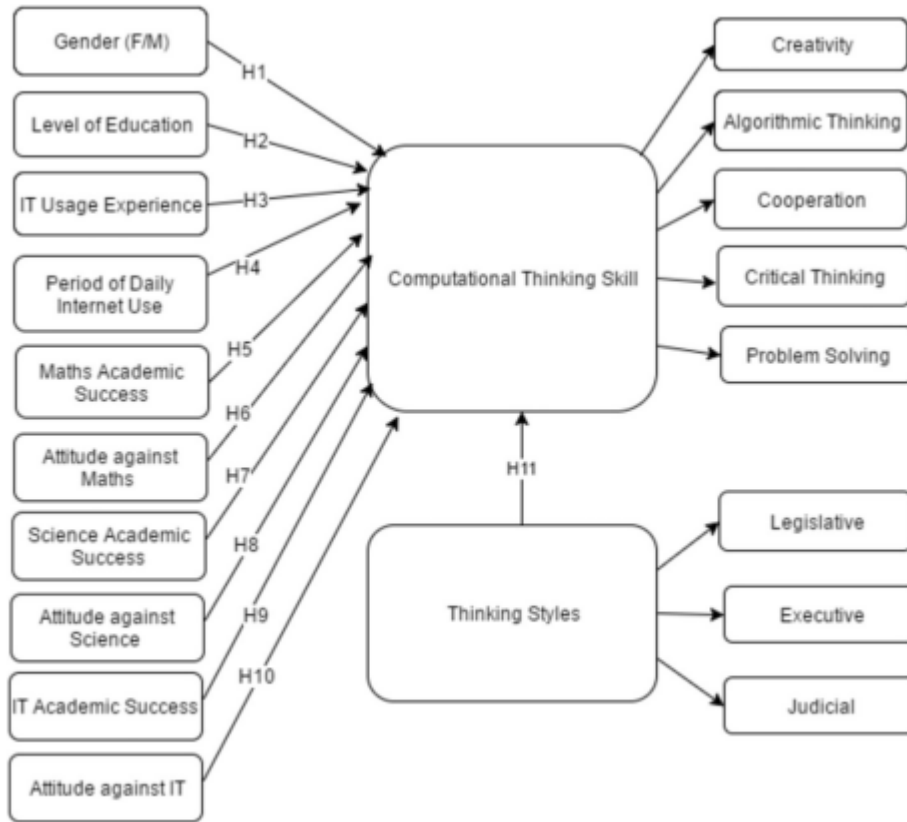 Gender (F/M)
H1
Level of Education
H2
IT Usage Experience
H3
Period of Daily
Internet Use
H4
Maths Academic
Success
H5
Attitude against
Maths
H6
Science Academic
Success
H7
Attitude against
Science
H8
IT Academic Success
H9
Attitude against IT
H10
Computational Thinking Skill
H11
Thinking Styles
Creativity
Algorithmic Thinking
Cooperation
Critical Thinking
Problem Solving
Legislative
Executive
Judicial